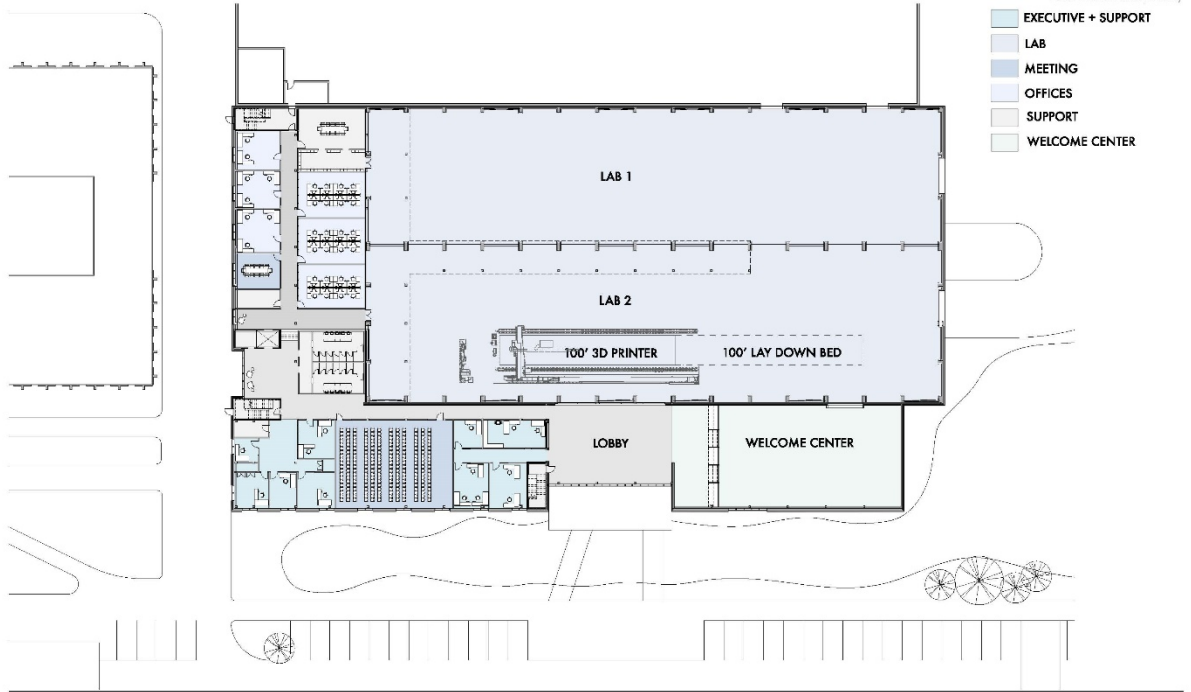 EXECUTIVE + SUPPORT
LAB
MEETING
OFFICES
SUPPORT
WELCOME CENTER
LAB 1
LAB 2
100' 3D PRINTER
100' LAY DOWN BED
LOBBY
WELCOME CENTER